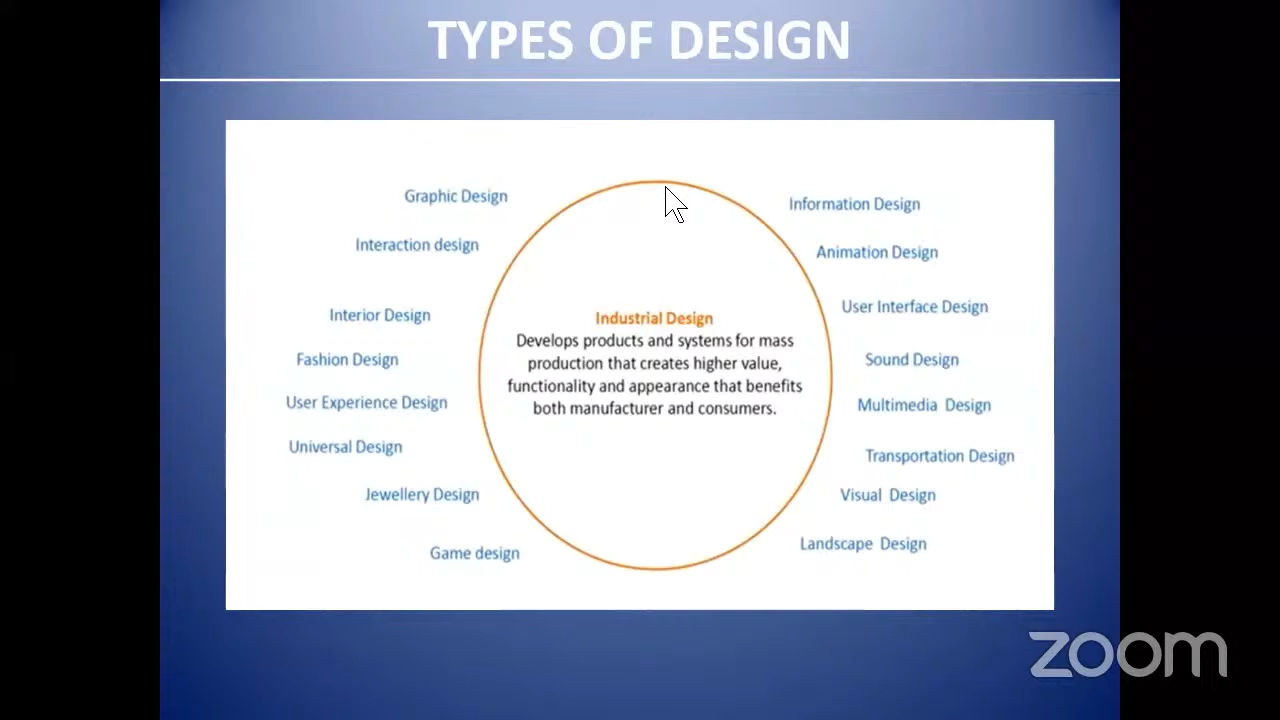 TYPES OF DESIGN
Graphic Design
Interaction design
Interior Design
Fashion Design
User Experience Design
Universal Design
Jewellery Design
Game design
Industrial Design
Develops products and systems for mass
production that creates higher value,
functionality and appearance that benefits
both manufacturer and consumers.
Information Design
Animation Design
User Interface Design
Sound Design
Multimedia Design
Transportation Design
Visual Design
Landscape Design
zoom